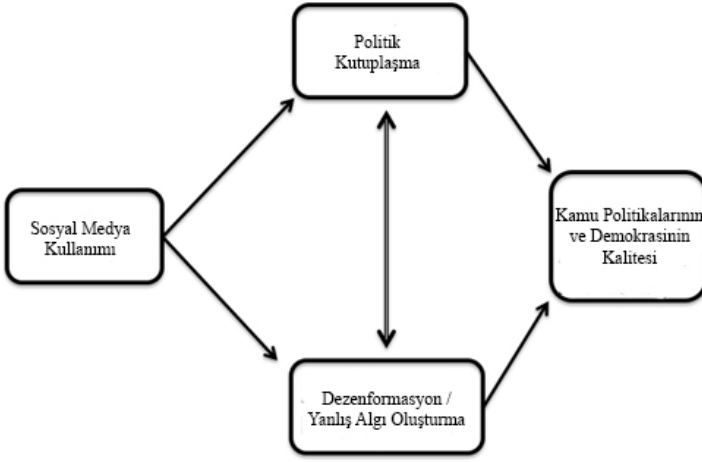 Politik
Kutuplaşma
Sosyal Medya
Kullanımı
Kamu Politikalarının
ve Demokrasinin
Kalitesi
Dezenformasyon /
Yanlış Algı Oluşturma